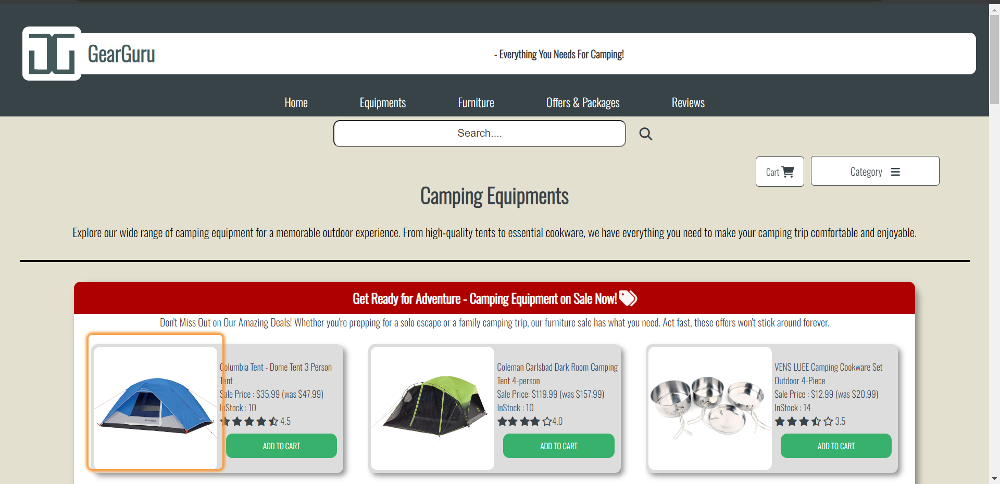 GearGuru
- Everything You Needs For Camping!
Home Equipments Furniture Offers & Packages Reviews
Search....
Cart
Category
Camping Equipments
Explore our wide range of camping equipment for a memorable outdoor experience. From high-quality tents to essential cookware, we have everything you need to make your camping trip comfortable and enjoyable.
Get Ready for Adventure - Camping Equipment on Sale Now!
Don't Miss Out on Our Amazing Deals! Whether you're prepping for a solo escape or a family camping trip, our furniture sale has what you need. Act fast, these offers won't stick around forever.
Columbia Tent - Dome Tent 3 Person
Tent
Sale Price : $35.99 (was $47.99)
InStock : 10
4.5
ADD TO CART
Coleman Carlsbad Dark Room Camping
Tent 4-person
Sale Price: $119.99 (was $157.99)
InStock : 10
4.0
ADD TO CART
VENS LUEE Camping Cookware Set
Outdoor 4-Piece
Sale Price : $12.99 (was $20.99)
InStock : 14
3.5
ADD TO CART